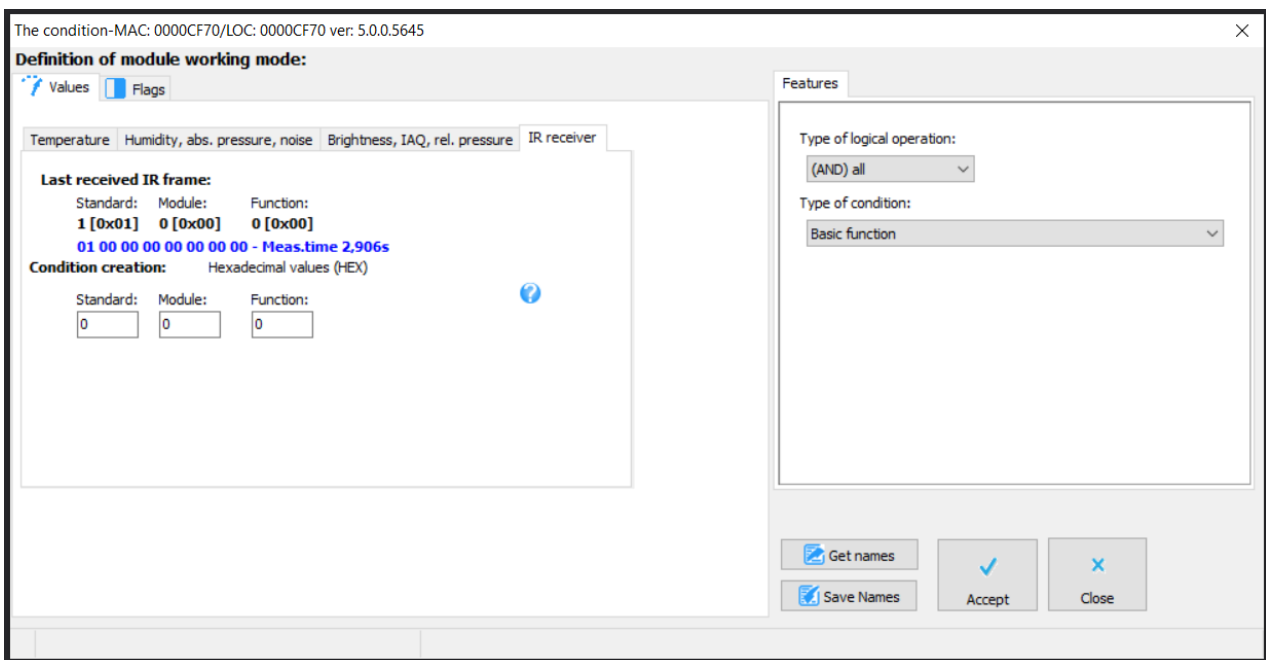 The condition-MAC: 0000CF70/LOC: 0000CF70 ver: 5.0.0.5645
Definition of module working mode:
Values Flags
Temperature Humidity, abs. pressure, noise Brightness, IAQ, rel. pressure IR receiver
Last received IR frame:
Standard: Module: Function:
1 [0x01] 0 [0x00] 0 [0x00]
01 00 00 00 00 00 00 00 - Meas.time 2,906s
Condition creation: Hexadecimal values (HEX)
Standard: Module: Function:
0 0 0
Features
Type of logical operation:
(AND) all
Type of condition:
Basic function
Get names
Save Names
Accept
Close